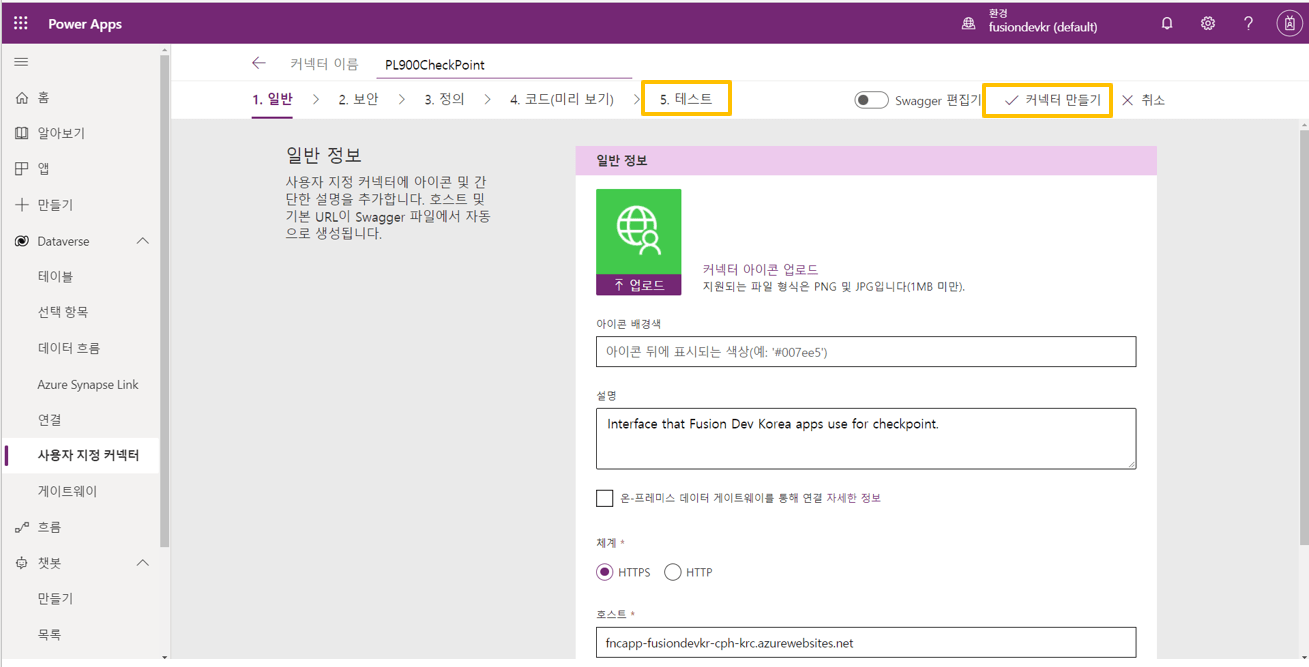 Power Apps
환경
fusiondevkr (default)
커넥터 이름
PL900CheckPoint
1. 일반
2. 보안
3. 정의
4. 코드(미리 보기)
5. 테스트
Swagger 편집기
커넥터 만들기
취소
홈
알아보기
앱
만들기
Dataverse
테이블
선택 항목
데이터 흐름
Azure Synapse Link
연결
사용자 지정 커넥터
게이트웨이
흐름
챗봇
만들기
목록
일반 정보
사용자 지정 커넥터에 아이콘 및 간
단한 설명을 추가합니다. 호스트 및
기본 URL이 Swagger 파일에서 자동
으로 생성됩니다.
일반 정보
업로드
커넥터 아이콘 업로드
지원되는 파일 형식은 PNG 및 JPG입니다(1MB 미만).
아이콘 배경색
아이콘 뒤에 표시되는 색상(예: '#007ee5')
설명
Interface that Fusion Dev Korea apps use for checkpoint.
온-프레미스 데이터 게이트웨이를 통해 연결 자세한 정보
체계 *
HTTPS
HTTP
호스트 *
fncapp-fusiondevkr-cph-krc.azurewebsites.net